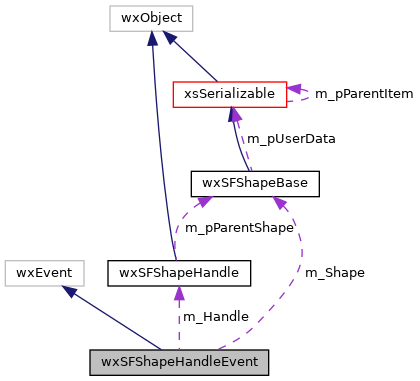 wxObject
xsSerializable
m_pParentItem
m_pUserData
wxSFShapeBase
m_pParentShape
wxEvent
wxSFShapeHandle
m_Shape
m_Handle
wxSFShapeHandleEvent